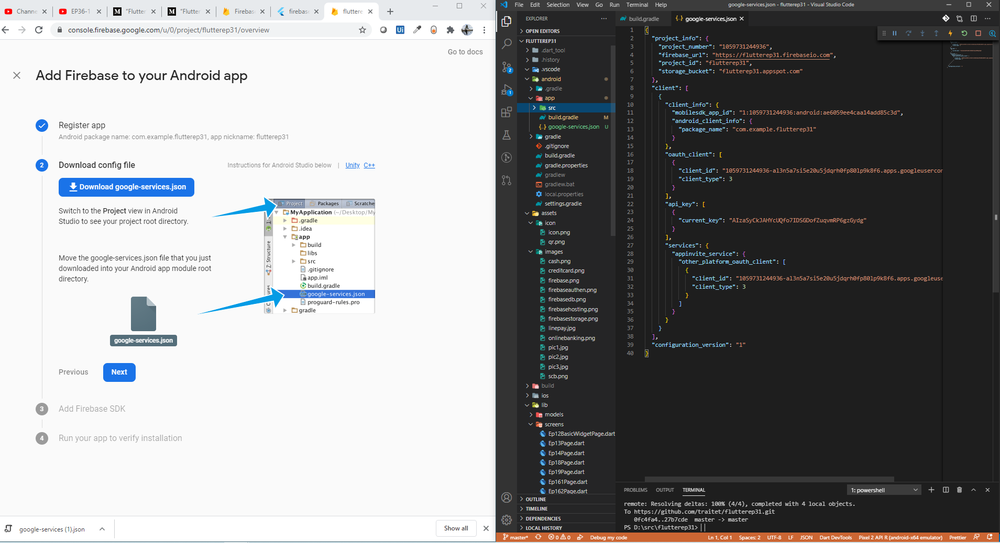 Channe
EP36-1
"Flutter
"Flutter
Firebas
firebase
fluttere
console.firebase.google.com/u/0/project/flutterep31/overview
Go to docs
Add Firebase to your Android app
Register app
Android package name: com.example.flutterep31, app nickname: flutterep31
2
Download config file
Instructions for Android Studio below | Unity C++
Download google-services.json
Switch to the Project view in Android
Studio to see your project root directory.
Move the google-services.json file that you just
downloaded into your Android app module root
directory.
google-services.json
Project Packages Scratche
MyApplication (~/Desktop/My
.gradle
.idea
app
build
libs
src
.gitignore
app.iml
build.gradle
google-services.json
proguard-rules.pro
gradle
Z: Structure
Previous
Next
3
Add Firebase SDK
4
Run your app to verify installation
google-services (1).json
Show all
File Edit Selection View Go Run Terminal Help
google-services.json - flutterep31 - Visual Studio Code
EXPLORER
OPEN EDITORS
FLUTTEREP31
.dart_tool
.history
.vscode
android
.gradle
app
src
build.gradle M
google-services.json U
gradle
.gitignore
build.gradle
gradle.properties
gradlew
gradlew.bat
local.properties
settings.gradle
assets
icon
icon.png
qr.png
images
cash.png
creditcard.png
firebase.png
firebaseauthen.png
firebasedb.png
firebasehosting.png
firebasestorage.png
linepay.jpg
onlinebanking.png
pic1.jpg
pic2.jpg
pic3.jpg
scb.png
build
ios
lib
models
screens
Ep12BasicWidgetPage.dart
Ep13Page.dart
Ep14Page.dart
Ep18Page.dart
Ep19Page.dart
Ep161Page.dart
Ep162Page.dart
OUTLINE
TIMELINE
DEPENDENCIES
LOCAL HISTORY
build.gradle
google-services.json
1 {
2 "project_info": {
3 "project_number": "1059731244936",
4 "firebase_url": "https://flutterep31.firebaseio.com",
5 "project_id": "flutterep31",
6 "storage_bucket": "flutterep31.appspot.com"
7 },
8 "client": [
9 {
10 "client_info": {
11 "mobilesdk_app_id": "1:1059731244936:android:ae6059ee4caa14add85c3d",
12 "android_client_info": {
13 "package_name": "com.example.flutterep31"
14 }
15 },
16 "oauth_client": [
17 {
18 "client_id": "1059731244936-al3n5a7si5e20u5jdqrh0fp80lp9k8f6.apps.googleusercon
19 "client_type": 3
20 }
21 ],
22 "api_key": [
23 {
24 "current_key": "AIzaSyCkJAHYcUQfo7IDSGDofZuqvmRP6gzGydg"
25 }
26 ],
27 "services": {
28 "appinvite_service": {
29 "other_platform_oauth_client": [
30 {
31 "client_id": "1059731244936-al3n5a7si5e20u5jdqrh0fp80lp9k8f6.apps.googleuse
32 "client_type": 3
33 }
34 ]
35 }
36 }
37 }
38 ],
39 "configuration_version": "1"
40 }
PROBLEMS OUTPUT TERMINAL
1: powershell
remote: Resolving deltas: 100% (4/4), completed with 4 local objects.
To https://github.com/traitet/flutterep31.git
0fc4fa4..27b7cde master -> master
PS D:\src\flutterep31>
master* 0 0 Debug my code
Ln 1, Col 1 Spaces: 2 UTF-8 LF JSON Dart DevTools Pixel 2 API R (android-x64 emulator) Prettier